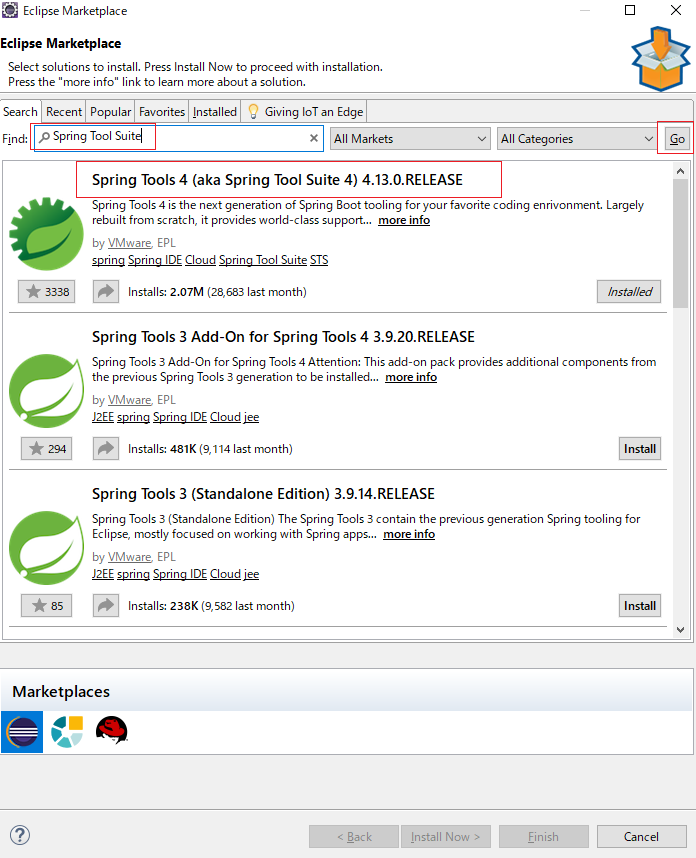 Eclipse Marketplace
Eclipse Marketplace
Select solutions to install. Press Install Now to proceed with installation.
Press the "more info" link to learn more about a solution.
Search Recent Popular Favorites Installed Giving IoT an Edge
Find: Spring Tool Suite All Markets All Categories Go
Spring Tools 4 (aka Spring Tool Suite 4) 4.13.0.RELEASE
Spring Tools 4 is the next generation of Spring Boot tooling for your favorite coding enrivonment. Largely
rebuilt from scratch, it provides world-class support... more info
by VMware, EPL
spring Spring IDE Cloud Spring Tool Suite STS
3338 Installs: 2.07M (28,683 last month) Installed
Spring Tools 3 Add-On for Spring Tools 4 3.9.20.RELEASE
Spring Tools 3 Add-On for Spring Tools 4 Attention: This add-on pack provides additional components from
the previous Spring Tools 3 generation to be installed... more info
by VMware, EPL
J2EE spring Spring IDE Cloud jee
294 Installs: 481K (9,114 last month) Install
Spring Tools 3 (Standalone Edition) 3.9.14.RELEASE
Spring Tools 3 (Standalone Edition) The Spring Tools 3 contain the previous generation Spring tooling for
Eclipse, mostly focused on working with Spring apps... more info
by VMware, EPL
J2EE spring Spring IDE Cloud jee
85 Installs: 238K (9,582 last month) Install
Marketplaces
? < Back Install Now > Finish Cancel